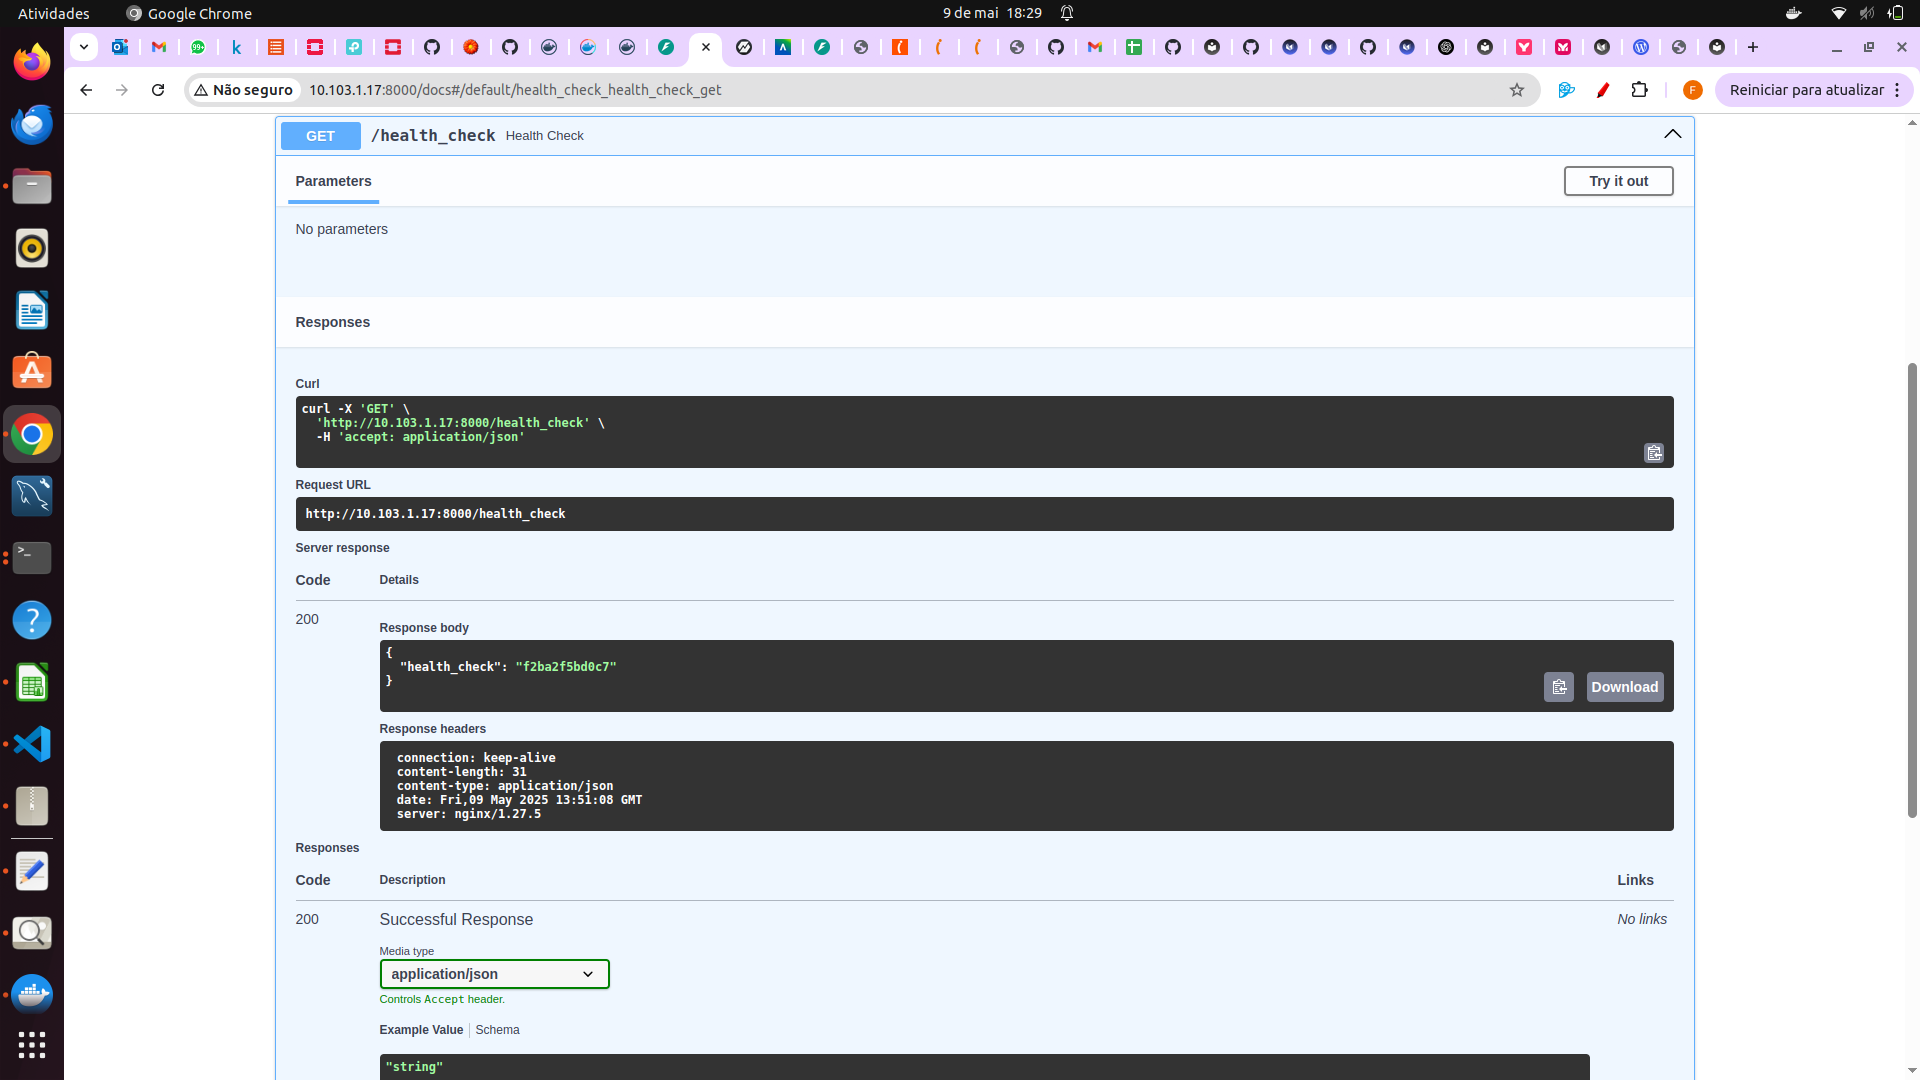 Atividades
Google Chrome
9 de mai 18:29
99+
k
Não seguro
10.103.1.17:8000/docs#/default/health_check_health_check_get
F
Reiniciar para atualizar
GET
/health_check
Health Check
Parameters
Try it out
No parameters
Responses
Curl
curl -X 'GET' \
'http://10.103.1.17:8000/health_check' \
-H 'accept: application/json'
Request URL
http://10.103.1.17:8000/health_check
Server response
Code
Details
200
Response body
{
"health_check": "f2ba2f5bd0c7"
}
Download
Response headers
connection: keep-alive
content-length: 31
content-type: application/json
date: Fri,09 May 2025 13:51:08 GMT
server: nginx/1.27.5
Responses
Code
Description
Links
200
Successful Response
No links
Media type
application/json
Controls Accept header.
Example Value
Schema
"string"